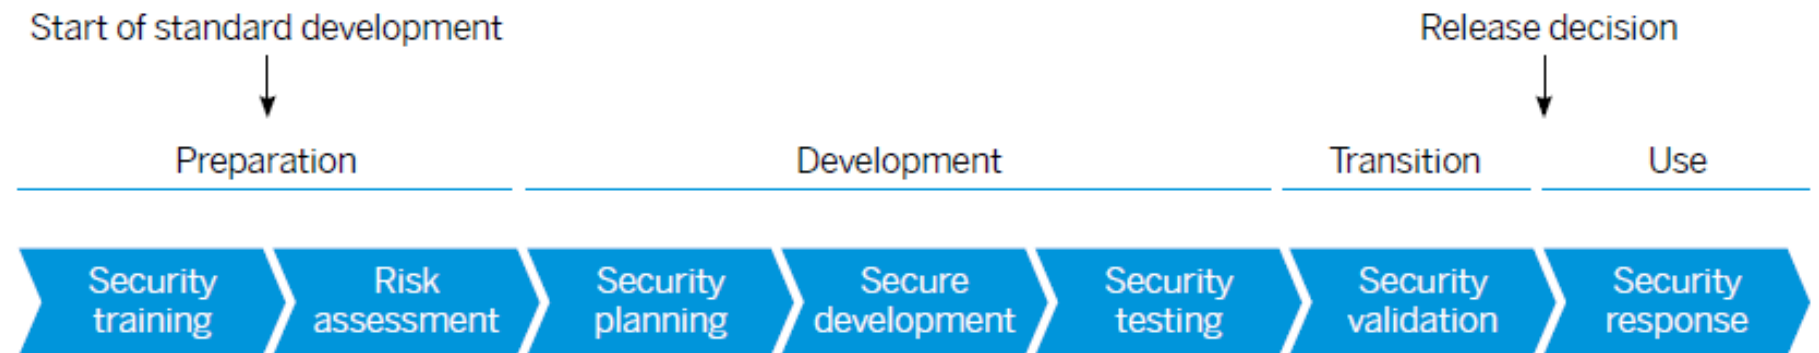 Start of standard development
Release decision
Preparation
Development
Transition
Use
Security
training
Risk
assessment
Security
planning
Secure
development
Security
testing
Security
validation
Security
response